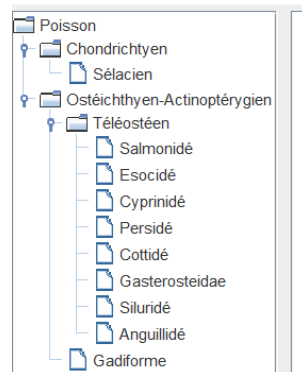 Poisson
Chondrichtyen
Sélacien
Ostéichthyen-Actinoptérygien
Téléostéen
Salmonidé
Esocidé
Cyprinidé
Persidé
Cottidé
Gasterosteidae
Siluridé
Anguillidé
Gadiforme